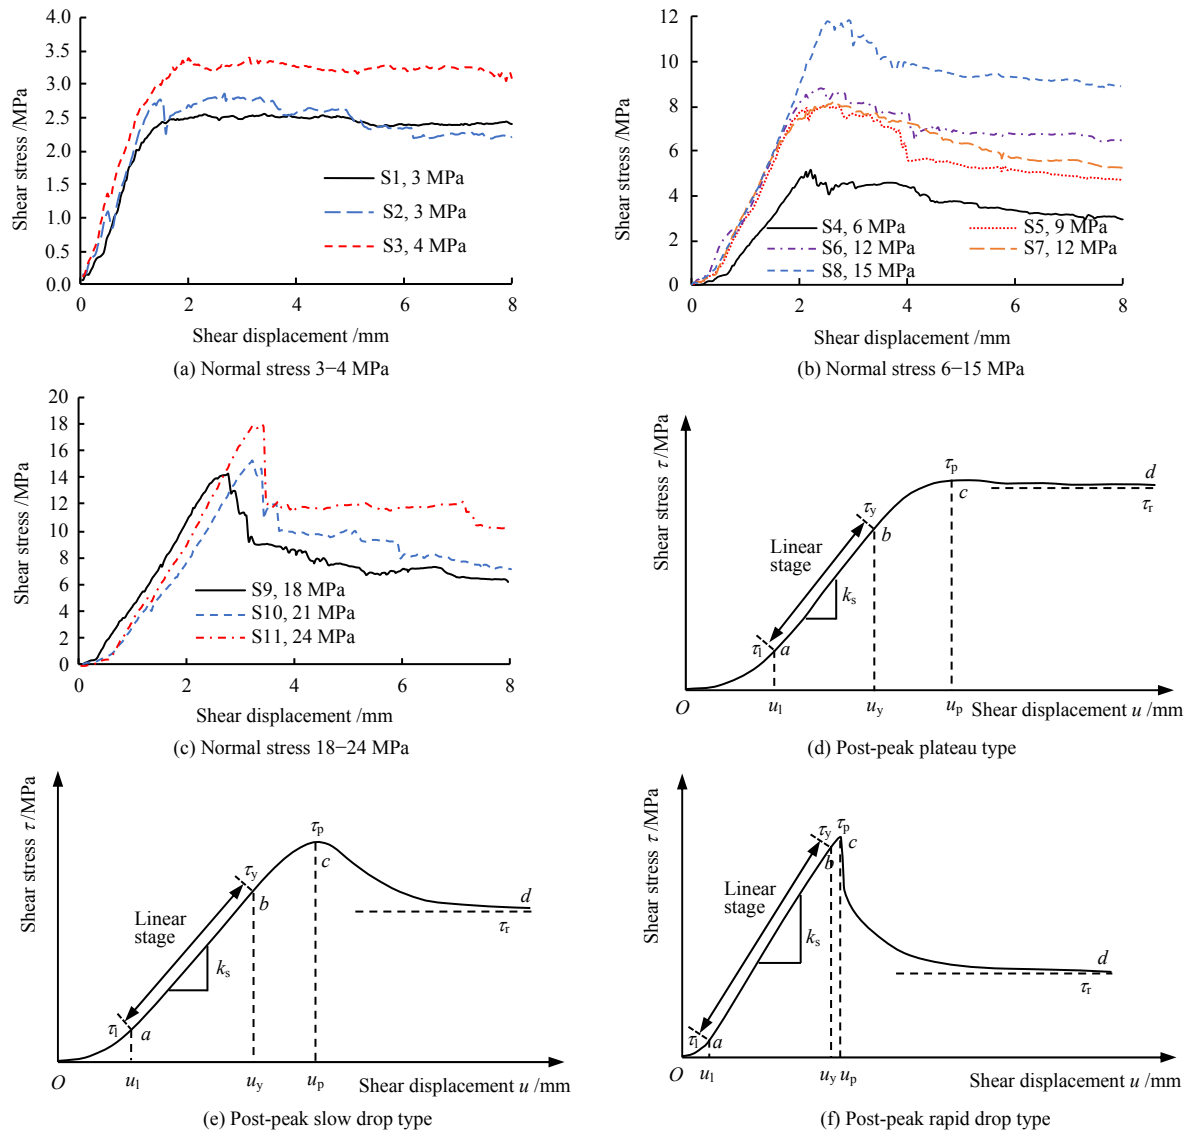 4.0
3.5
3.0
2.5
2.0
1.5
1.0
0.5
0.0
0 2 4 6 8
Shear stress /MPa
S1, 3 MPa
S2, 3 MPa
S3, 4 MPa
Shear displacement /mm
(a) Normal stress 3−4 MPa
12
10
8
6
4
2
0
0 2 4 6 8
Shear stress /MPa
S4, 6 MPa S5, 9 MPa
S6, 12 MPa S7, 12 MPa
S8, 15 MPa
Shear displacement /mm
(b) Normal stress 6−15 MPa
20
18
16
14
12
10
8
6
4
2
0
0 2 4 6 8
Shear stress /MPa
S9, 18 MPa
S10, 21 MPa
S11, 24 MPa
Shear displacement /mm
(c) Normal stress 18−24 MPa
Shear stress τ /MPa
τp
c
d
τr
τy
b
Linear
stage
ks
τl
a
O ul uy up Shear displacement u /mm
(d) Post-peak plateau type
Shear stress τ /MPa
τp
c
τy
b
d
τr
Linear
stage
ks
τl
a
O ul uy up Shear displacement u /mm
(e) Post-peak slow drop type
Shear stress τ /MPa
τy τp
b c
Linear
stage
ks
d
τr
τl
a
O ul uy up Shear displacement u /mm
(f) Post-peak rapid drop type